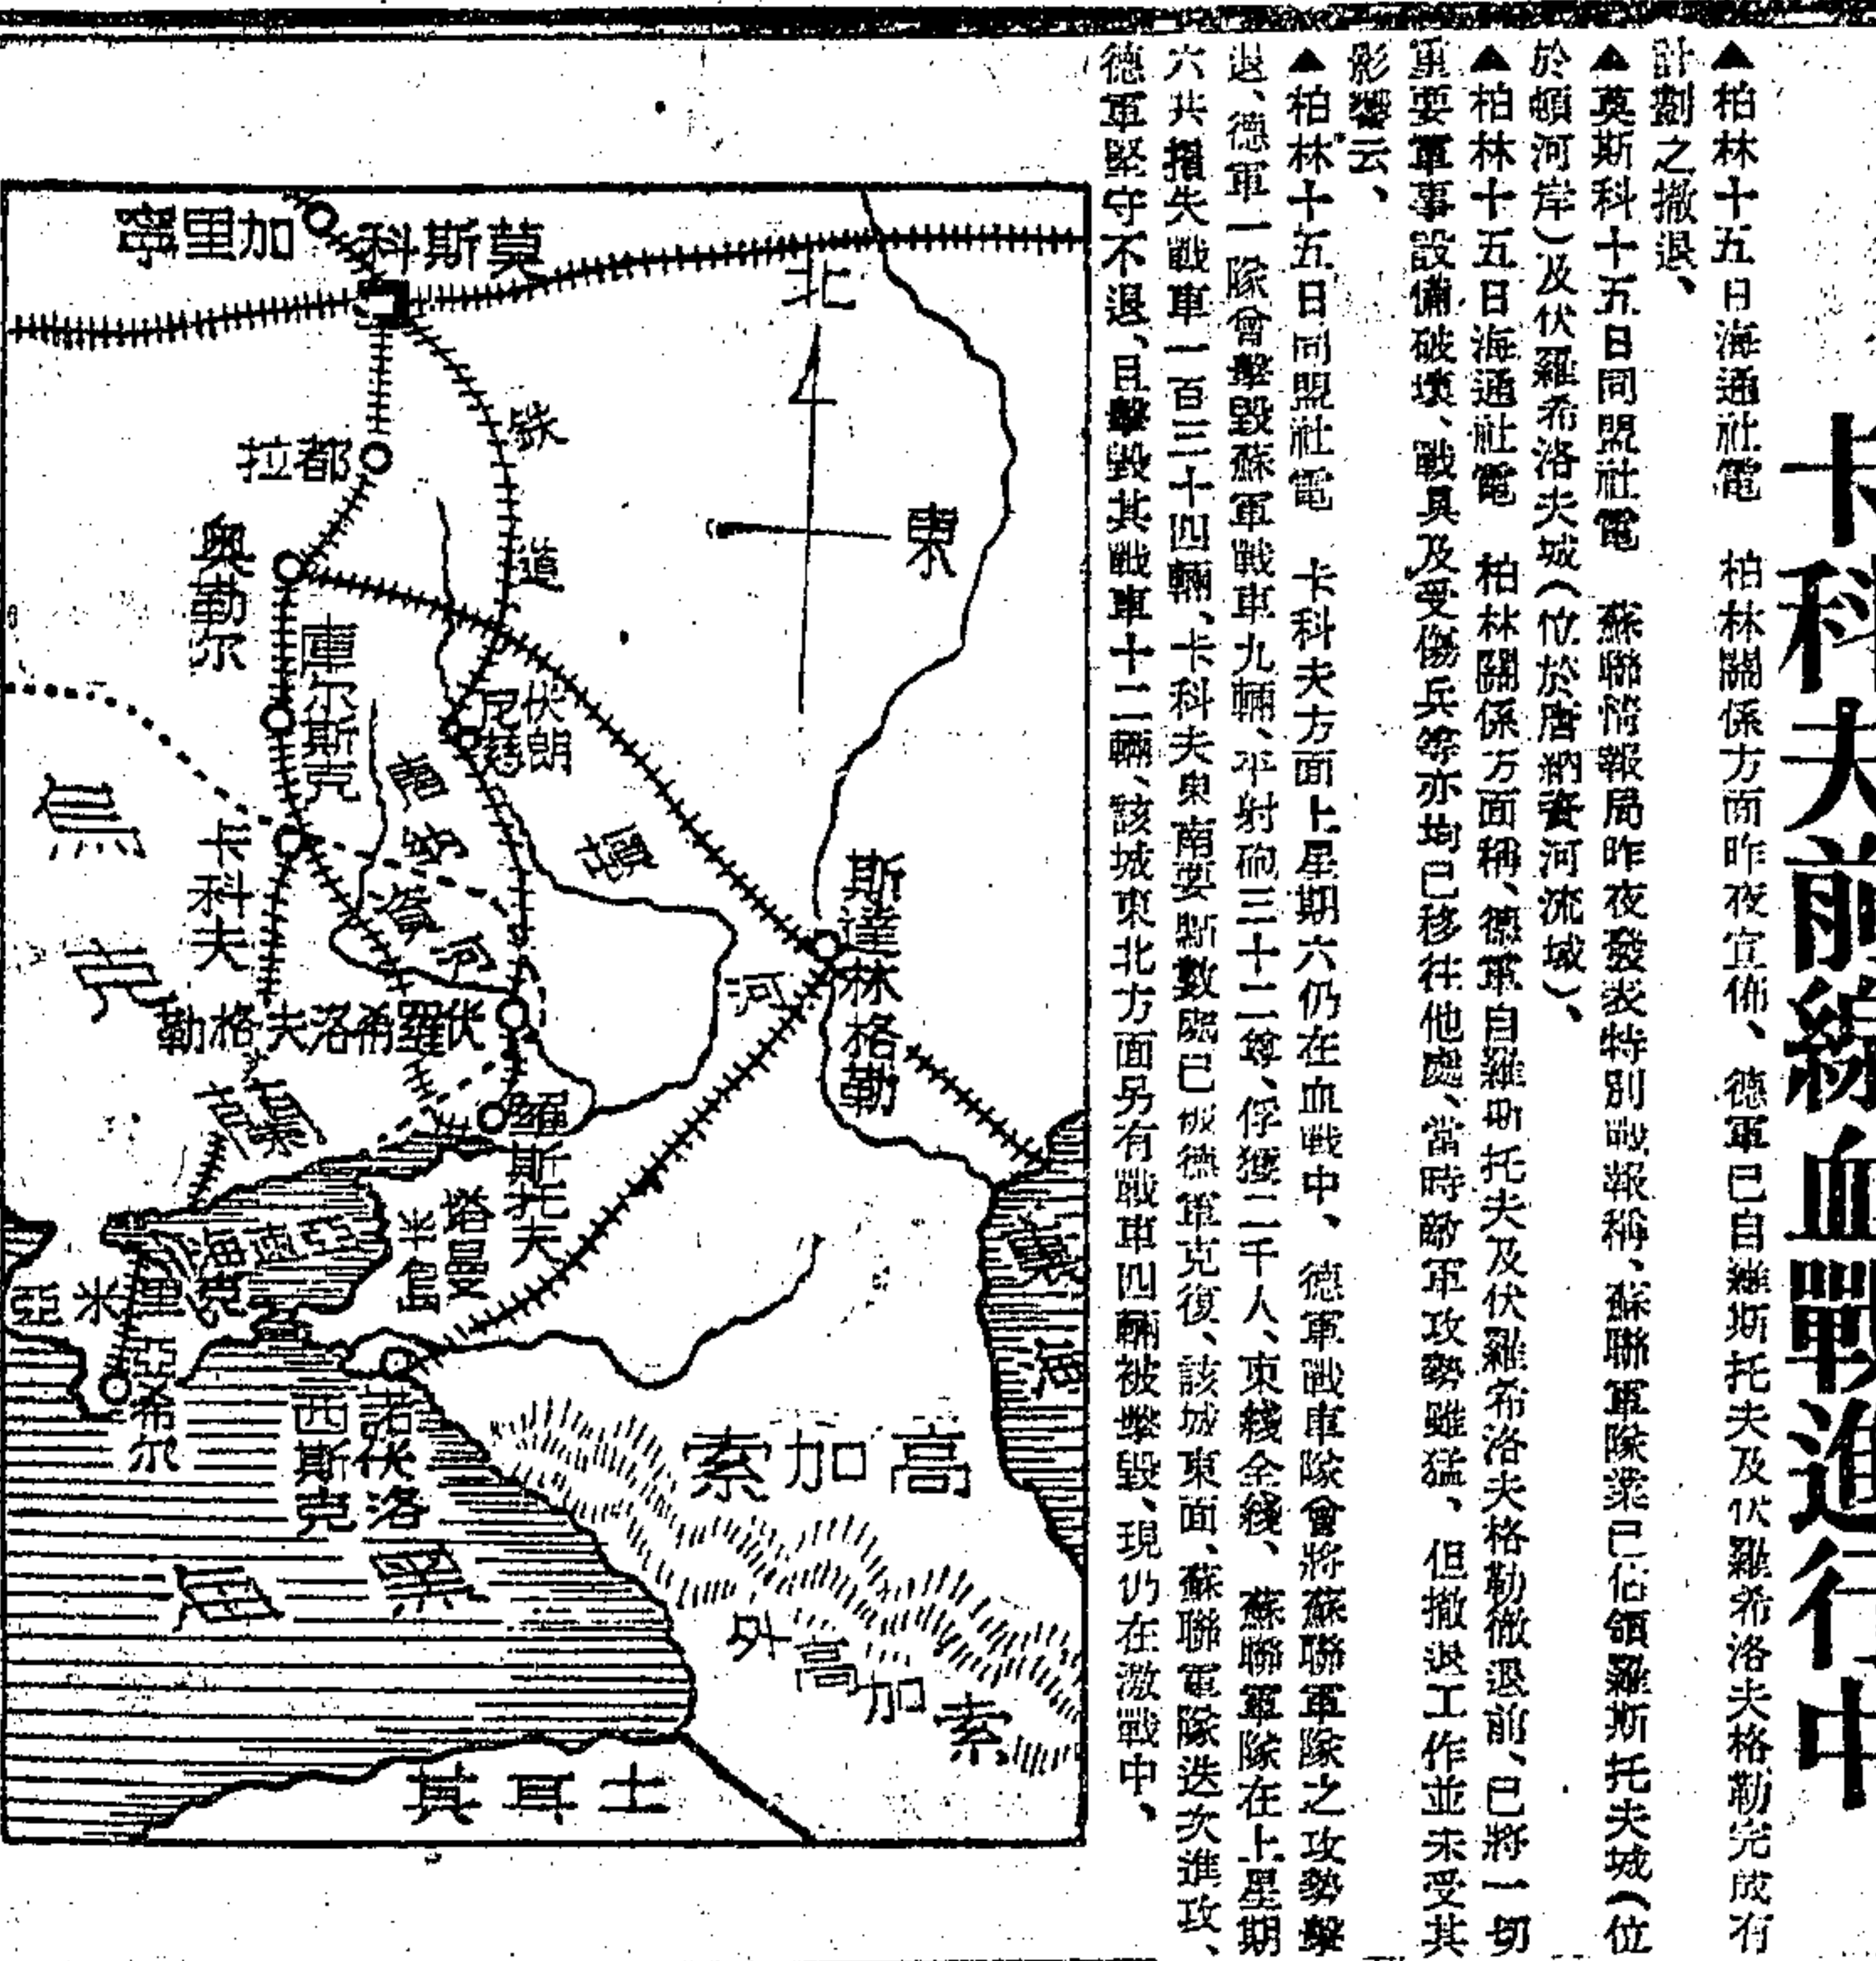 卡科夫前線血戰進行中
▲柏林十五日海通社電　柏林關係方面昨夜宣佈、德軍已自羅斯托夫及伏羅希洛夫格勒完成有
計劃之撤退、
▲莫斯科十五日同盟社電　蘇聯情報局昨夜發表特別戰報稱、蘇聯軍隊業已佔領羅斯托夫城(位
於頓河岸)及伏羅希洛夫城(位於唐納資河流域)、
▲柏林十五日海通社電　柏林關係方面稱、德軍自羅斯托夫及伏羅希洛夫格勒撤退前、已將一切
重要軍事設備破壞、戰具及受傷兵等亦均已移往他處、當時敵軍攻勢雖猛、但撤退工作並未受其
影響云、
▲柏林十五日同盟社電　卡科夫方面上星期六仍在血戰中、德軍戰車隊曾將蘇聯軍隊之攻勢擊
退、德軍一隊曾擊毀蘇軍戰車九輛、平射砲三十二尊、俘獲二千人、東綫全綫、蘇聯軍隊在上星期
六共損失戰車一百三十四輛、卡科夫東南要點數處已被德軍克復、該城東面、蘇聯軍隊迭次進攻、
德軍堅守不退、且擊毀其戰車十二輛、該城東北方面另有戰車四輛被擊毀、現仍在激戰中、
加里寧
莫斯科
北
東
鉄道
都拉
奧勒尔
庫尔斯克
伏朗尼慈
頓河
資河
卡科夫
烏克
伏羅希洛夫格勒
斯達林格勒
羅斯托夫
裏海
塔曼半島
亞速海
克里米亞
亞希尔
諾伏洛西斯克
高加索
外高加索
黑海
土耳其